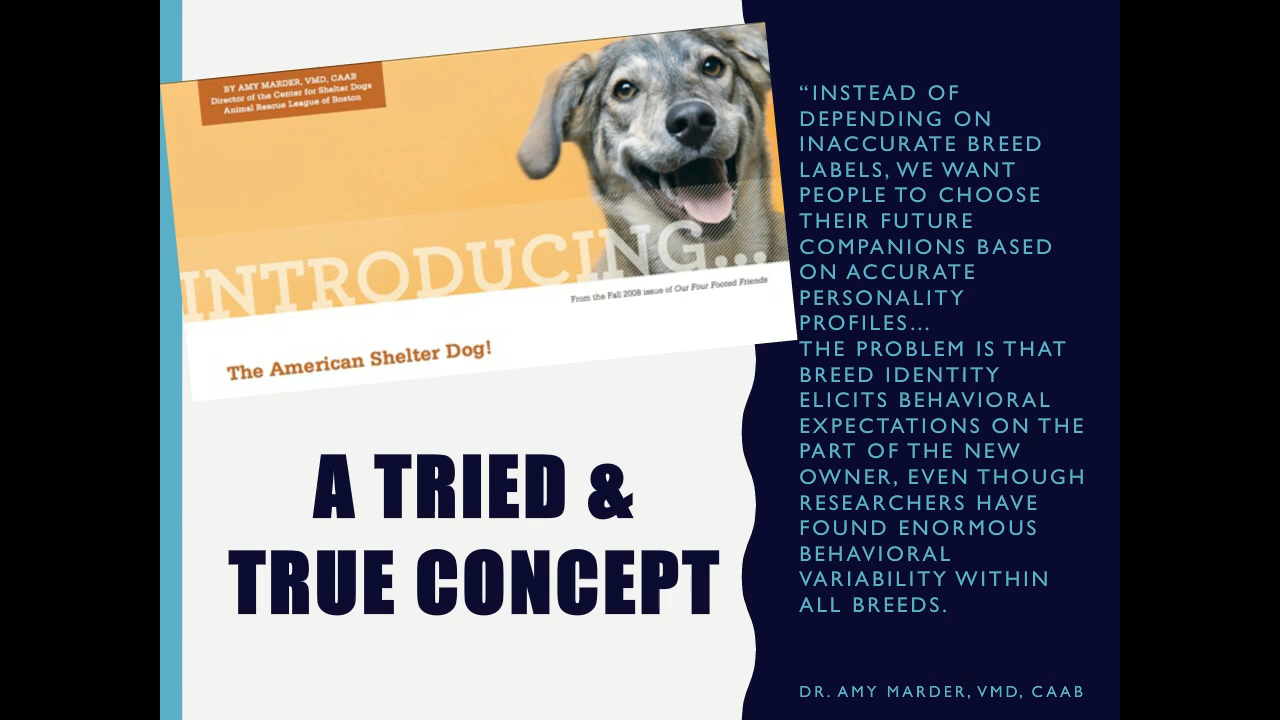 BY AMY MARDER, VMD, CAAB
Director of the Center for Shelter Dogs
Animal Rescue League of Boston
INTRODUCING...
From the Fall 2008 issue of Our Four Footed Friends
The American Shelter Dog!
A TRIED &
TRUE CONCEPT
“INSTEAD OF
DEPENDING ON
INACCURATE BREED
LABELS, WE WANT
PEOPLE TO CHOOSE
THEIR FUTURE
COMPANIONS BASED
ON ACCURATE
PERSONALITY
PROFILES...
THE PROBLEM IS THAT
BREED IDENTITY
ELICITS BEHAVIORAL
EXPECTATIONS ON THE
PART OF THE NEW
OWNER, EVEN THOUGH
RESEARCHERS HAVE
FOUND ENORMOUS
BEHAVIORAL
VARIABILITY WITHIN
ALL BREEDS.
DR. AMY MARDER, VMD, CAAB